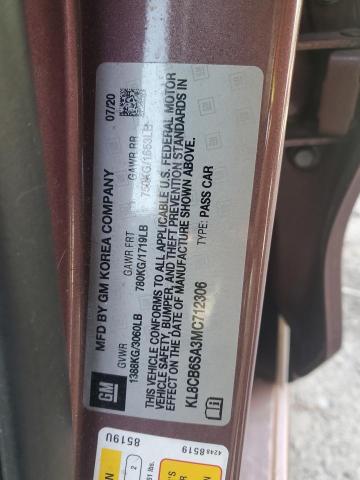 MFD BY GM KOREA COMPANY 07/20
GVWR GAWR FRT GAWR RR
1388KG/3060LB 780KG/1719LB 750KG/1653LB
THIS VEHICLE CONFORMS TO ALL APPLICABLE U.S. FEDERAL MOTOR
VEHICLE SAFETY, BUMPER, AND THEFT PREVENTION STANDARDS IN
EFFECT ON THE DATE OF MANUFACTURE SHOWN ABOVE.
KL8CB6SA3MC712306 TYPE: PASS CAR
GM
8519U
4248 8519
2